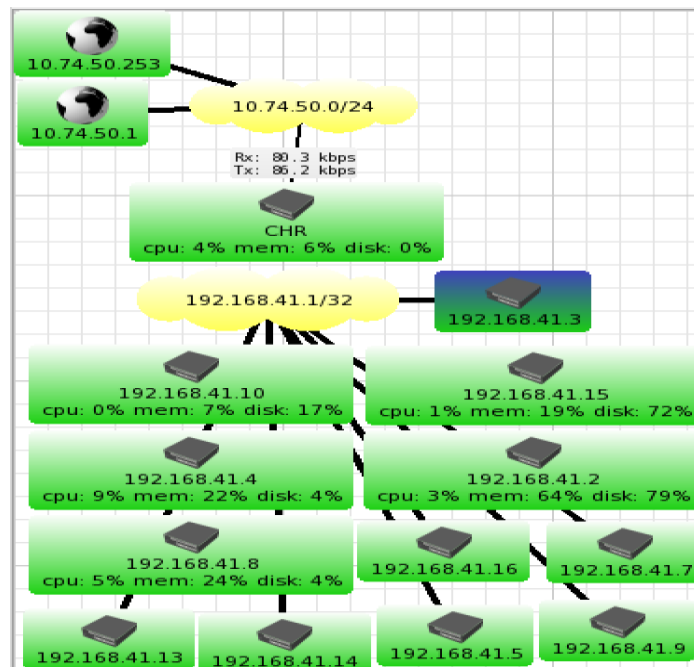 10.74.50.253
10.74.50.1
10.74.50.0/24
Rx: 80.3 kbps
Tx: 86.2 kbps
CHR
cpu: 4% mem: 6% disk: 0%
192.168.41.1/32
192.168.41.3
192.168.41.10
cpu: 0% mem: 7% disk: 17%
192.168.41.15
cpu: 1% mem: 19% disk: 72%
192.168.41.4
cpu: 9% mem: 22% disk: 4%
192.168.41.2
cpu: 3% mem: 64% disk: 79%
192.168.41.8
cpu: 5% mem: 24% disk: 4%
192.168.41.16
192.168.41.7
192.168.41.13
192.168.41.14
192.168.41.5
192.168.41.9